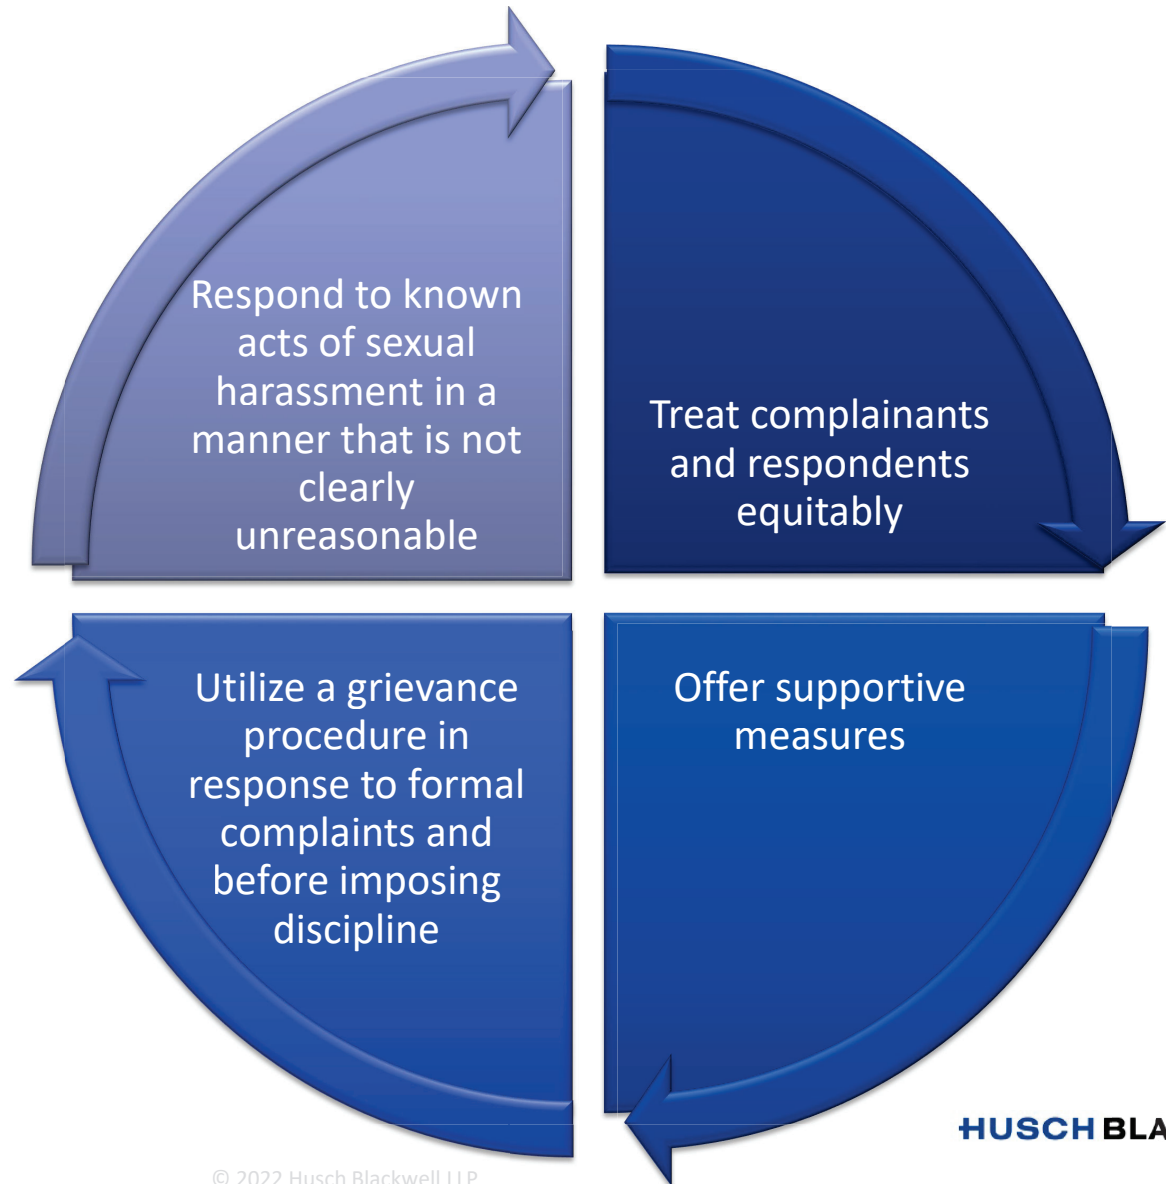 Respond to known
acts of sexual
harassment in a
manner that is not
clearly
unreasonable
Treat complainants
and respondents
equitably
Utilize a grievance
procedure in
response to formal
complaints and
before imposing
discipline
Offer supportive
measures
HUSCH BLA
© 2022 Husch Blackwell LLP